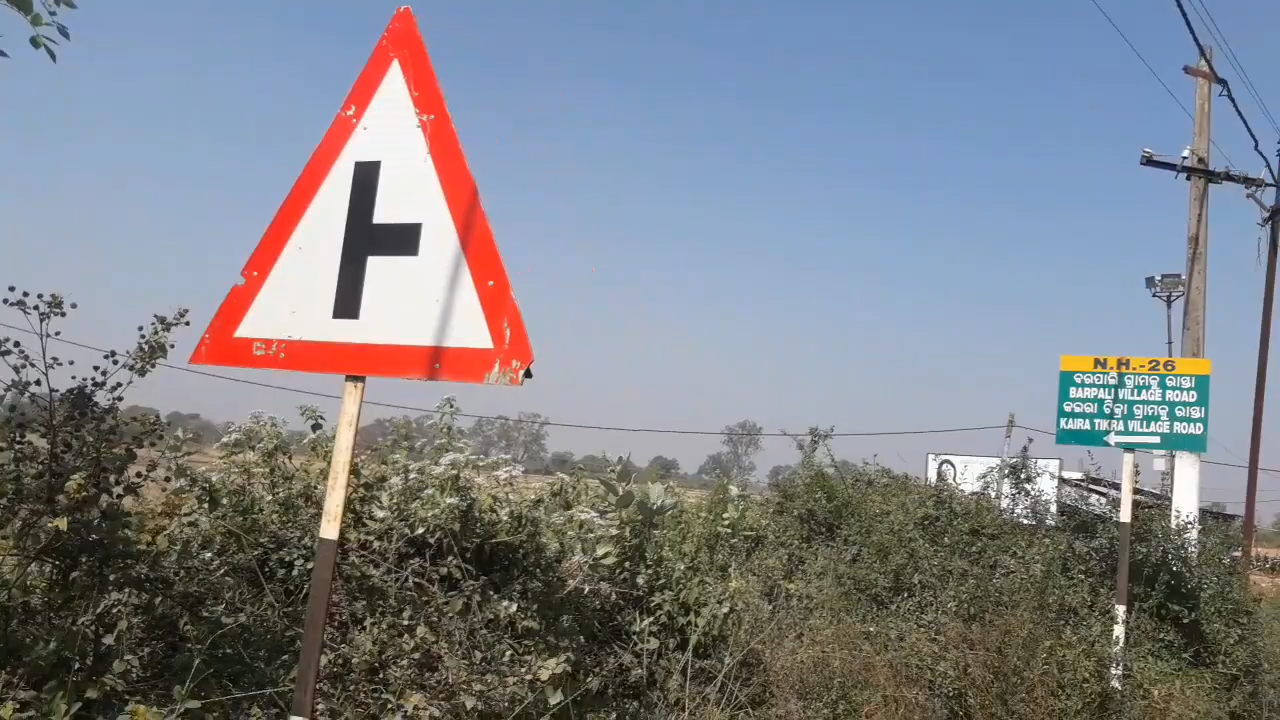 N.H.-26
ବରପାଲି ଗ୍ରାମକୁ ରାସ୍ତା
BARPALI VILLAGE ROAD
କଇରା ଟିକ୍ରା ଗ୍ରାମକୁ ରାସ୍ତା
KAIRA TIKRA VILLAGE ROAD